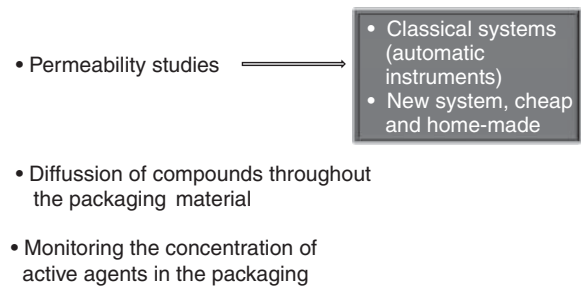 • Permeability studies
• Classical systems
(automatic
instruments)
• New system, cheap
and home-made
• Diffussion of compounds throughout
the packaging material
• Monitoring the concentration of
active agents in the packaging